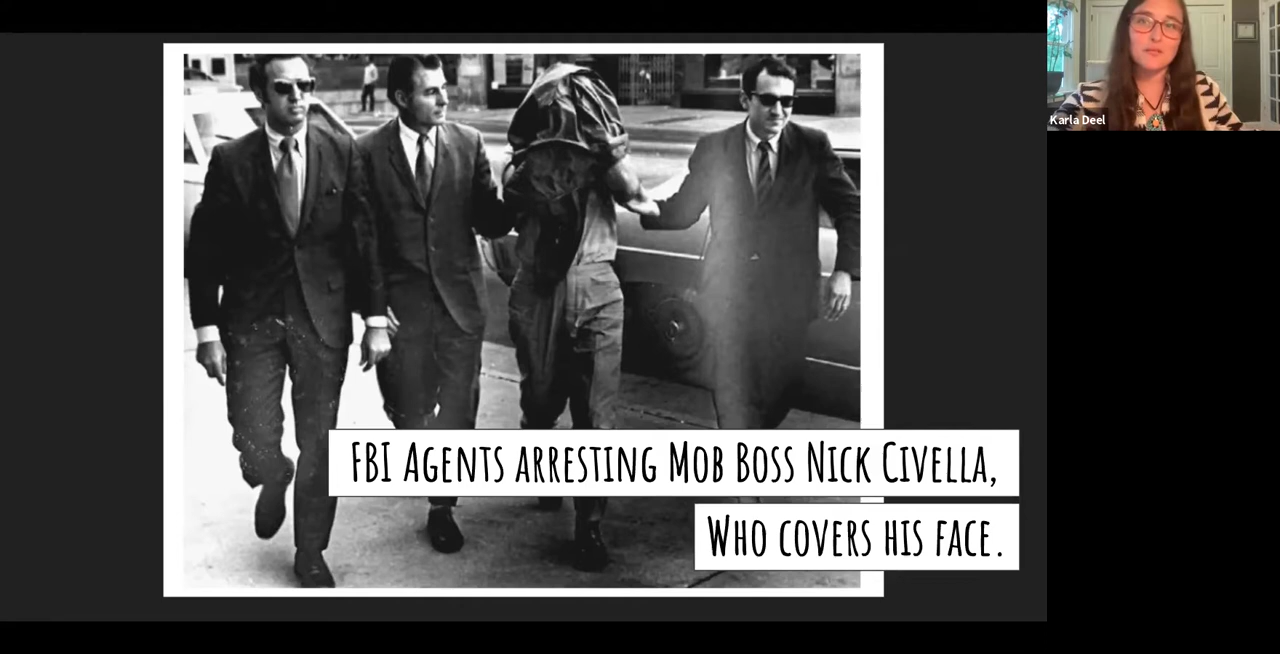 Karla Deel
FBI Agents arresting Mob Boss Nick Civella,
Who covers his face.